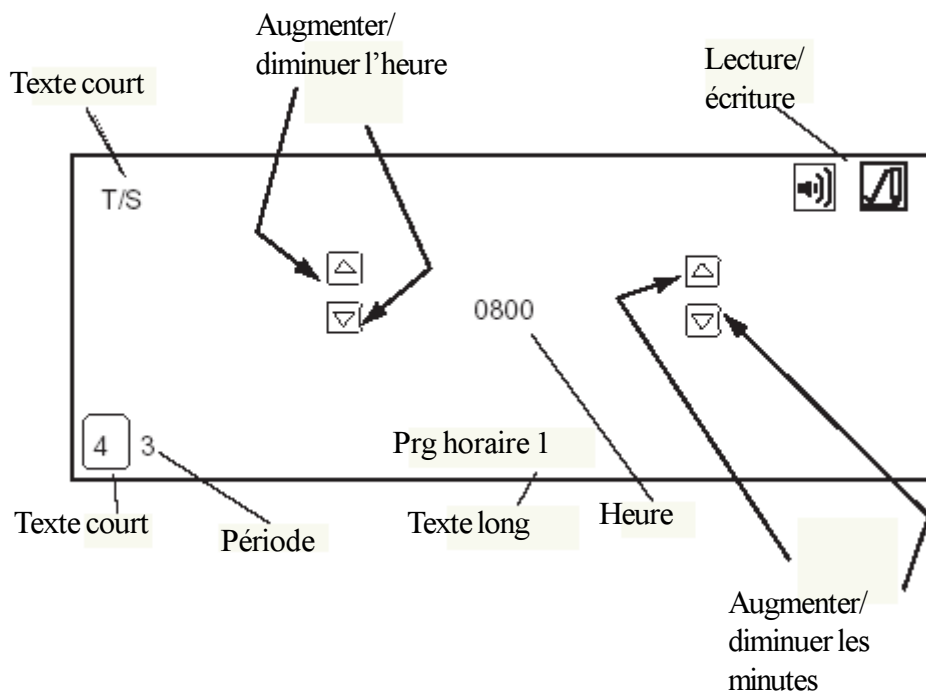 Augmenter/
diminuer l'heure
Texte court
Lecture/
écriture
T/S
0800
4 3
Prg horaire 1
Texte court
Période
Texte long
Heure
Augmenter/
diminuer les
minutes